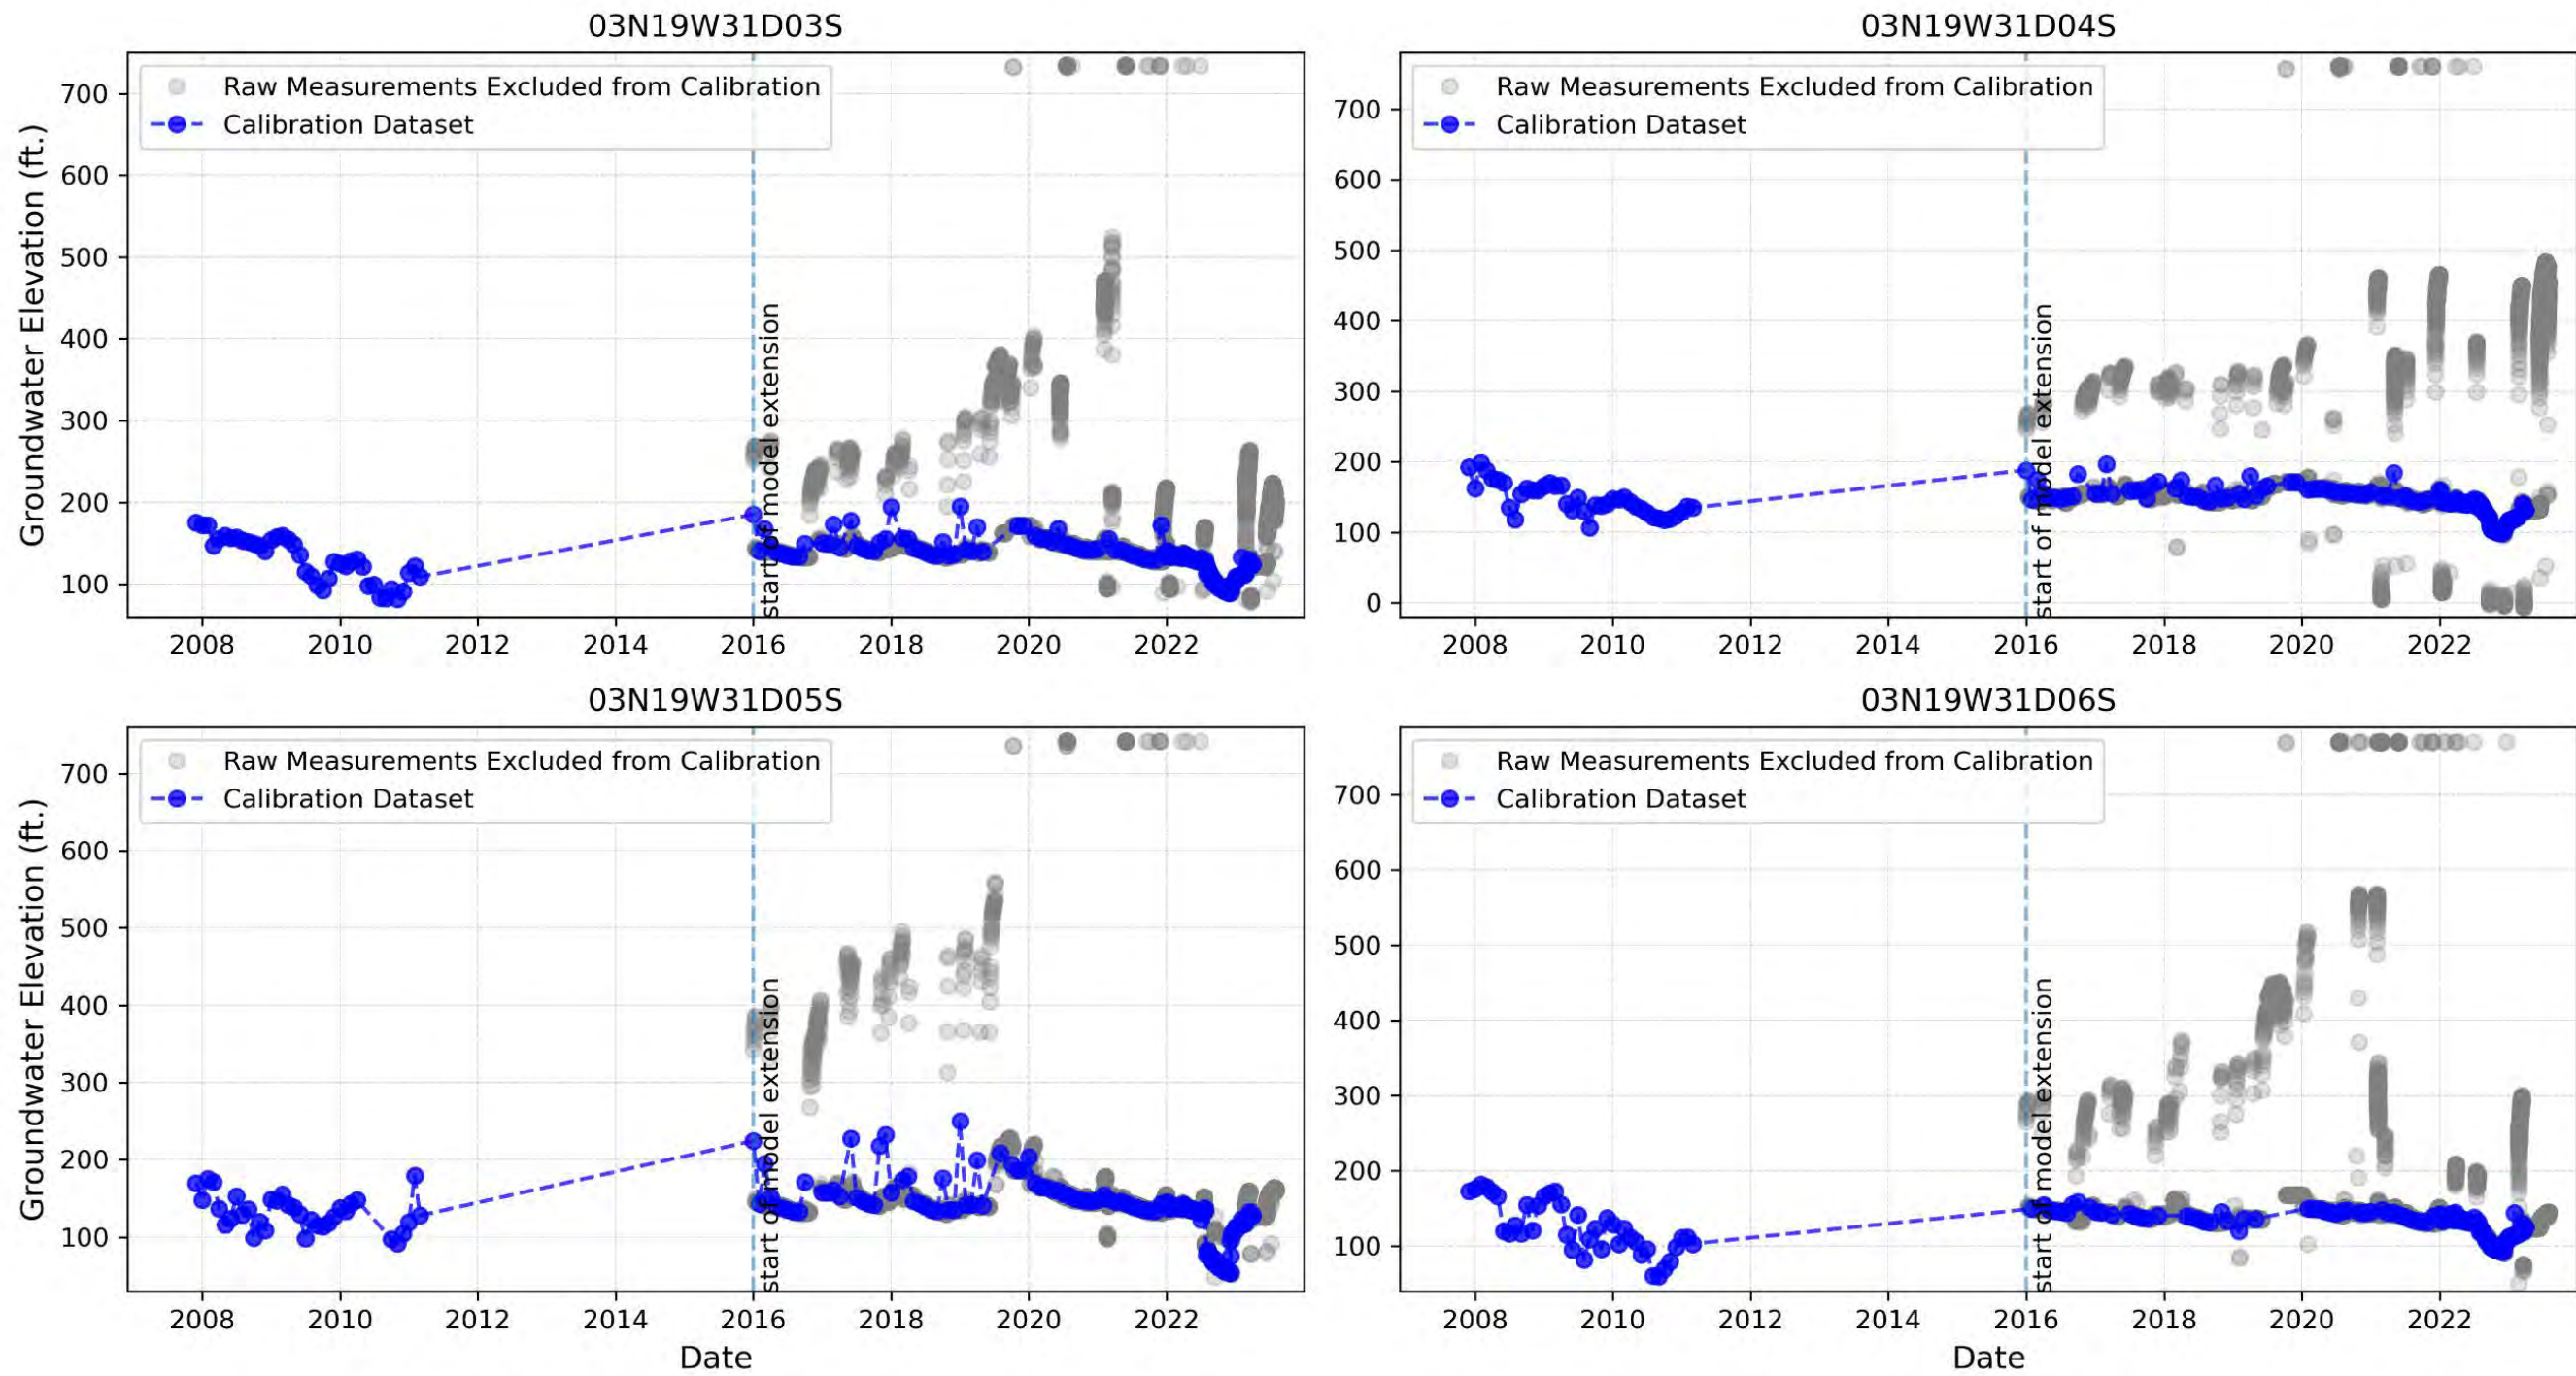 03N19W31D03S
Raw Measurements Excluded from Calibration
Calibration Dataset
Groundwater Elevation (ft.)
700
600
500
400
300
200
100
start of model extension
2008 2010 2012 2014 2016 2018 2020 2022
03N19W31D04S
Raw Measurements Excluded from Calibration
Calibration Dataset
700
600
500
400
300
200
100
0
start of model extension
2008 2010 2012 2014 2016 2018 2020 2022
03N19W31D05S
Raw Measurements Excluded from Calibration
Calibration Dataset
Groundwater Elevation (ft.)
700
600
500
400
300
200
100
start of model extension
2008 2010 2012 2014 2016 2018 2020 2022
Date
03N19W31D06S
Raw Measurements Excluded from Calibration
Calibration Dataset
700
600
500
400
300
200
100
start of model extension
2008 2010 2012 2014 2016 2018 2020 2022
Date